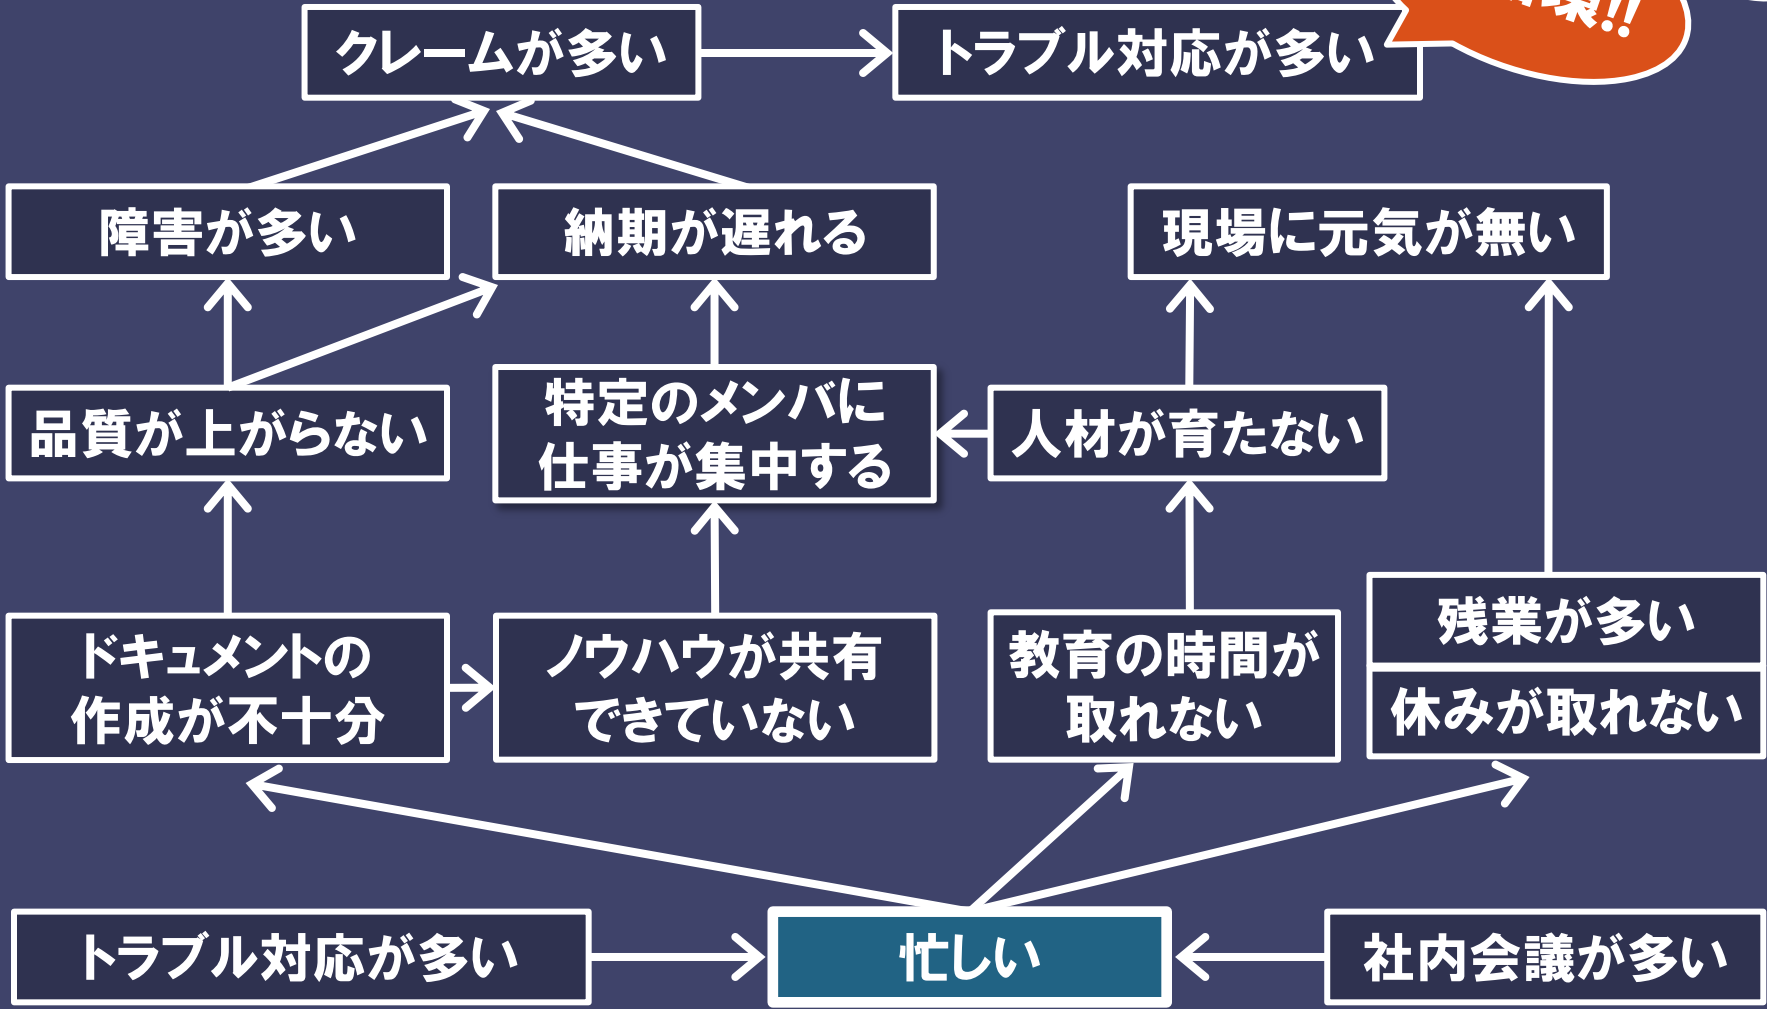 クレームが多い
トラブル対応が多い
環!!
障害が多い
納期が遅れる
現場に元気が無い
品質が上がらない
特定のメンバに
仕事が集中する
人材が育たない
ドキュメントの
作成が不十分
ノウハウが共有
できていない
教育の時間が
取れない
残業が多い
休みが取れない
トラブル対応が多い
忙しい
社内会議が多い